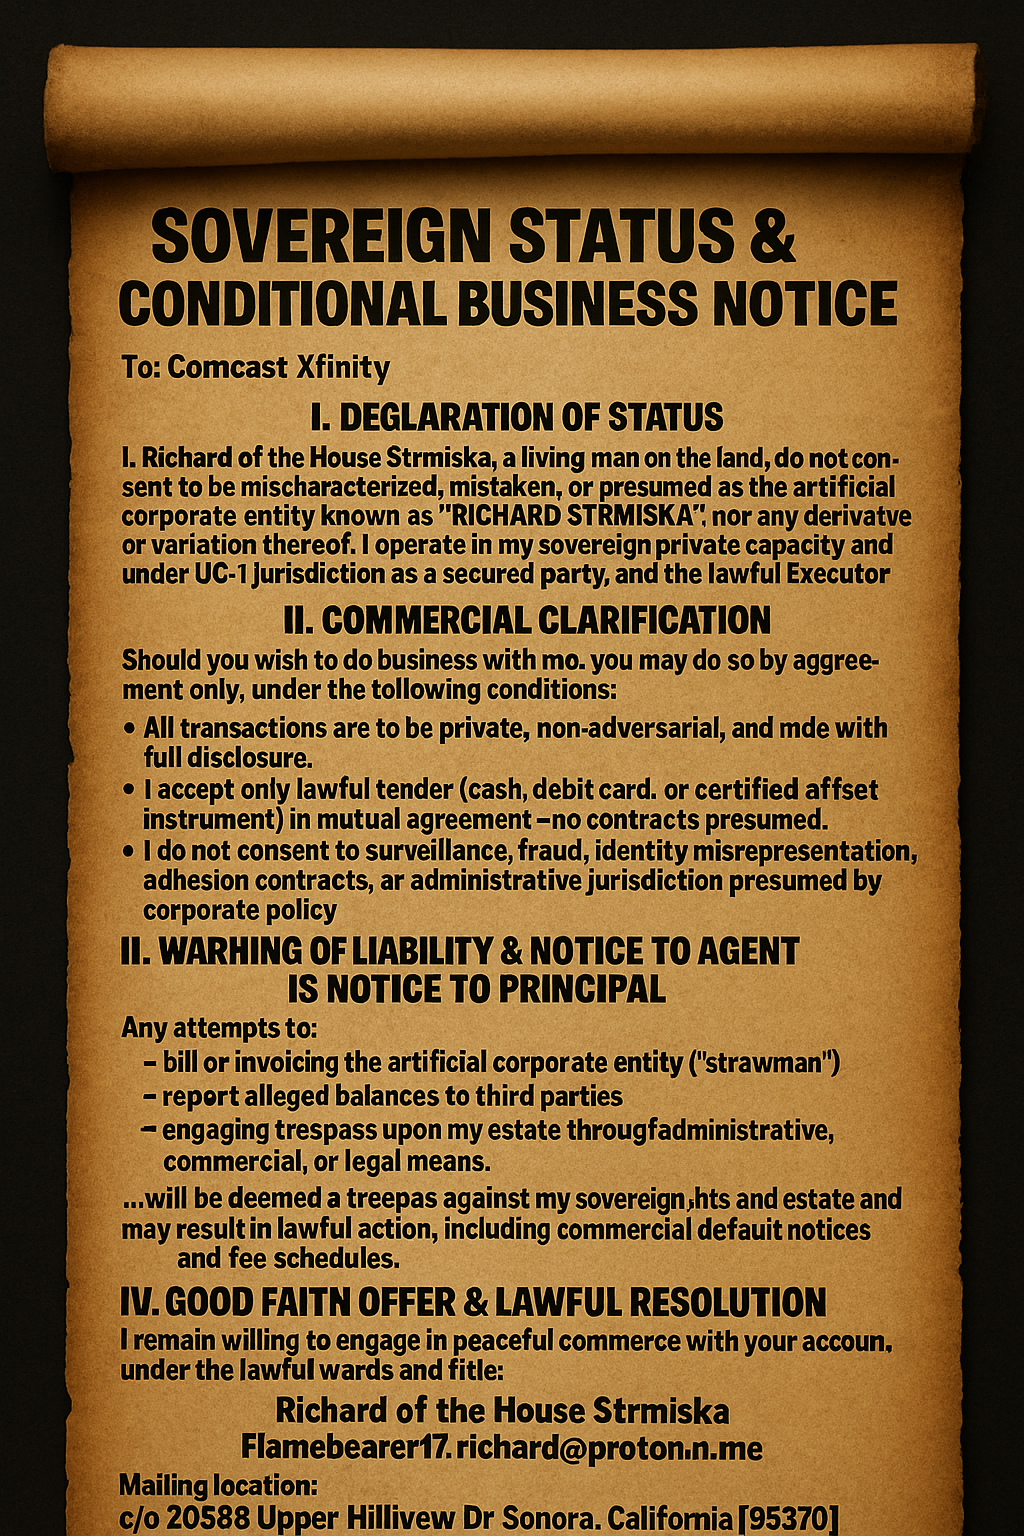 SOVEREIGN STATUS &
CONDITIONAL BUSINESS NOTICE
To: Comcast Xfinity
I. DEGLARATION OF STATUS
I. Richard of the House Strmiska, a living man on the land, do not con-
sent to be mischaracterized, mistaken, or presumed as the artificial
corporate entity known as "RICHARD STRMISKA", nor any derivatve
or variation thereof. I operate in my sovereign private capacity and
under UC-1 Jurisdiction as a secured party, and the lawful Executor
II. COMMERCIAL CLARIFICATION
Should you wish to do business with mo. you may do so by aggree-
ment only, under the tollowing conditions:
• All transactions are to be private, non-adversarial, and mde with
full disclosure.
• I accept only lawful tender (cash, debit card. or certified affset
instrument) in mutual agreement –no contracts presumed.
• I do not consent to surveillance, fraud, identity misrepresentation,
adhesion contracts, ar administrative jurisdiction presumed by
corporate policy
II. WARHING OF LIABILITY & NOTICE TO AGENT
IS NOTICE TO PRINCIPAL
Any attempts to:
– bill or invoicing the artificial corporate entity ("strawman")
– report alleged balances to third parties
– engaging trespass upon my estate througfadministrative,
commercial, or legal means.
...will be deemed a treepas against my sovereign,hts and estate and
may result in lawful action, including commercial defauit notices
and fee schedules.
IV. GOOD FAITN OFFER & LAWFUL RESOLUTION
I remain willing to engage in peaceful commerce with your accoun.
under the lawful wards and fitle:
Richard of the House Strmiska
Flamebearer17.richard@proton.n.me
Mailing location:
c/o 20588 Upper Hillivew Dr Sonora. California [95370]